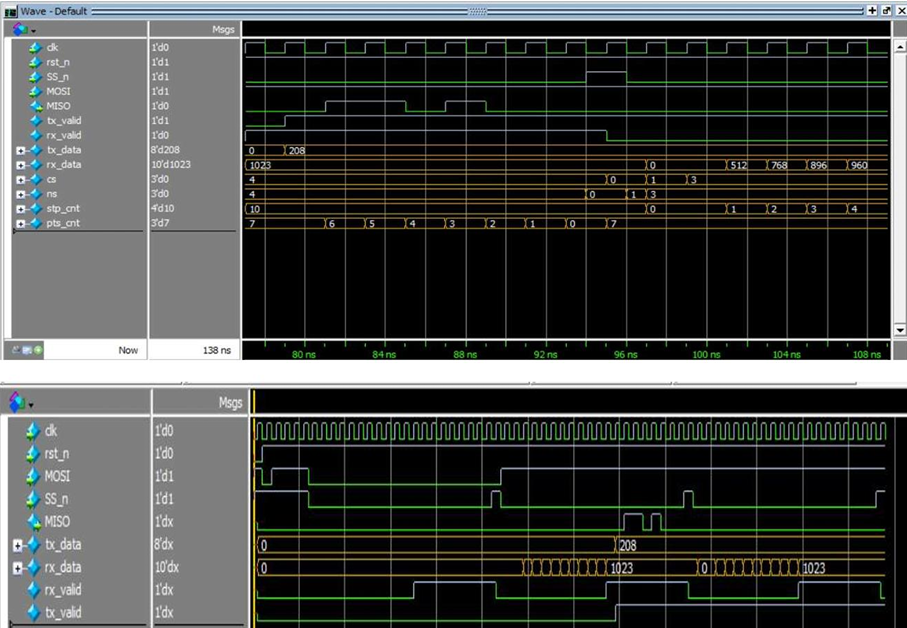 Wave - Default
Msgs
clk 1'd0
rst_n 1'd1
SS_n 1'd1
MOSI 1'd1
MISO 1'd0
tx_valid 1'd1
rx_valid 1'd0
tx_data 8'd208 0 208
rx_data 10'd1023 1023 0 512 768 896 960
cs 3'd0 4 0 1 3
ns 3'd0 4 0 1 3
stp_cnt 4'd10 10 0 1 2 3 4
pts_cnt 3'd7 7 6 5 4 3 2 1 0 7
Now 138 ns 80 ns 84 ns 88 ns 92 ns 96 ns 100 ns 104 ns 108 ns
Msgs
clk 1'd0
rst_n 1'd0
MOSI 1'd1
SS_n 1'd1
MISO 1'dx
tx_data 8'dx 0 208
rx_data 10'dx 0 1023 0 1023
rx_valid 1'dx
tx_valid 1'dx